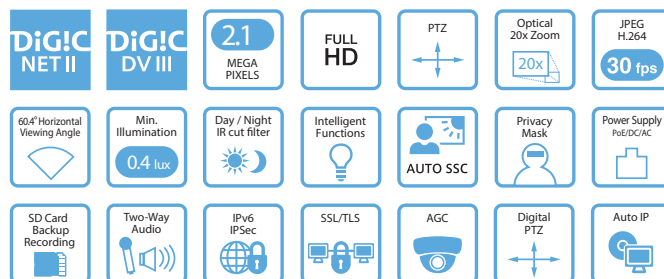 DiG!C
NET II
DiG!C
DV III
2.1
MEGA
PIXELS
FULL
HD
PTZ
Optical
20x Zoom
20x
JPEG
H.264
30 fps
60.4° Horizontal
Viewing Angle
Min.
Illumination
0.4 lux
Day / Night
IR cut filter
Intelligent
Functions
AUTO SSC
Privacy
Mask
Power Supply
PoE/DC/AC
SD Card
Backup
Recording
Two-Way
Audio
IPv6
IPSec
SSL/TLS
AGC
Digital
PTZ
Auto IP